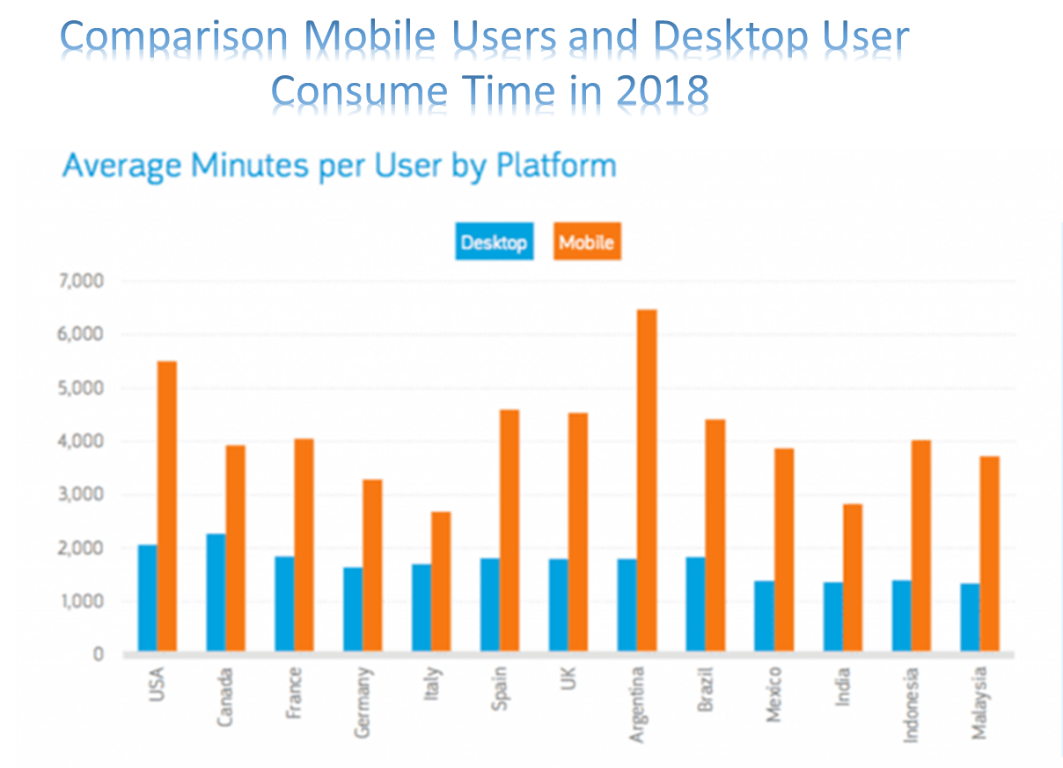 Comparison Mobile Users and Desktop User
Consume Time in 2018
Average Minutes per User by Platform
Desktop Mobile
7,000
6,000
5,000
4,000
3,000
2,000
1,000
0
USA
Canada
France
Germany
Italy
Spain
UK
Argentina
Brazil
Mexico
India
Indonesia
Malaysia